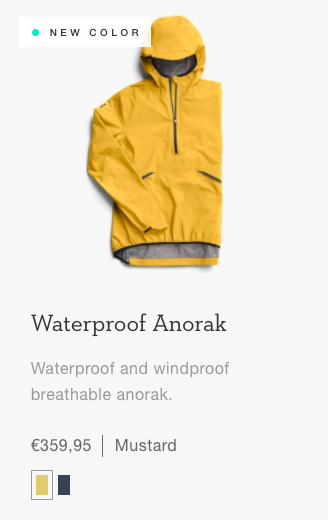 NEW COLOR
Waterproof Anorak
Waterproof and windproof
breathable anorak.
€359,95 | Mustard